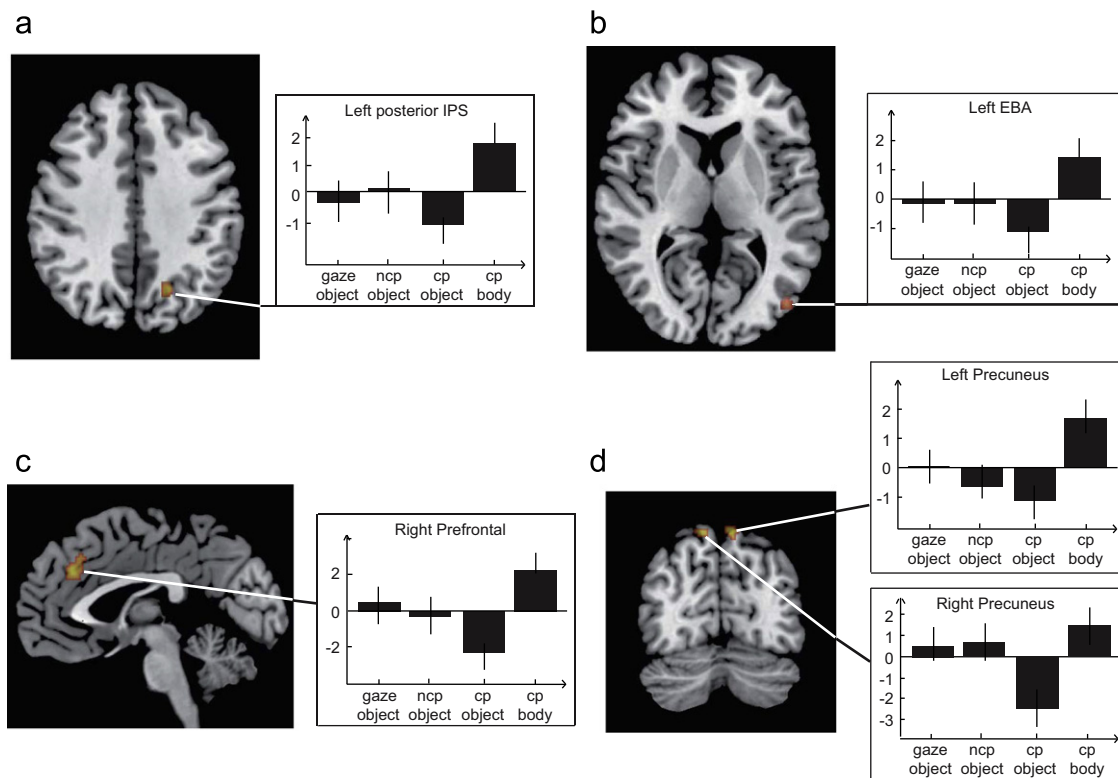 a
Left posterior IPS
2
1
0
-1
gaze ncp cp cp
object object object body
b
Left EBA
2
1
0
-1
gaze ncp cp cp
object object object body
c
Right Prefrontal
2
0
-2
gaze ncp cp cp
object object object body
d
Left Precuneus
2
1
0
-1
gaze ncp cp cp
object object object body
Right Precuneus
2
1
0
-1
-2
-3
gaze ncp cp cp
object object object body